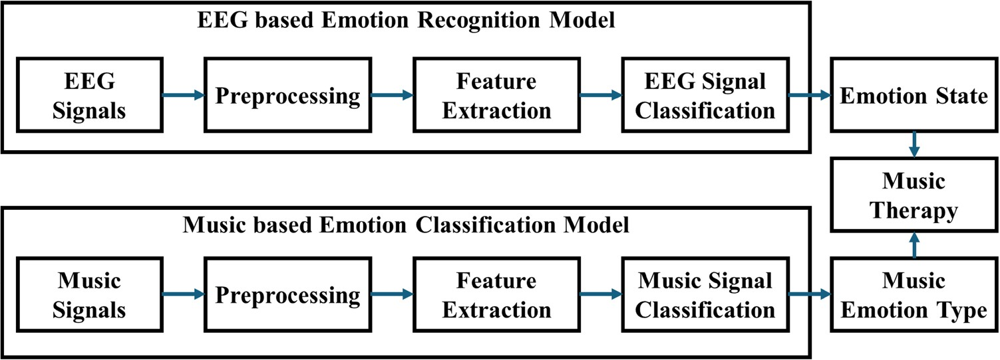 EEG based Emotion Recognition Model
EEG
Signals
Preprocessing
Feature
Extraction
EEG Signal
Classification
Emotion State
Music
Therapy
Music based Emotion Classification Model
Music
Signals
Preprocessing
Feature
Extraction
Music Signal
Classification
Music
Emotion Type